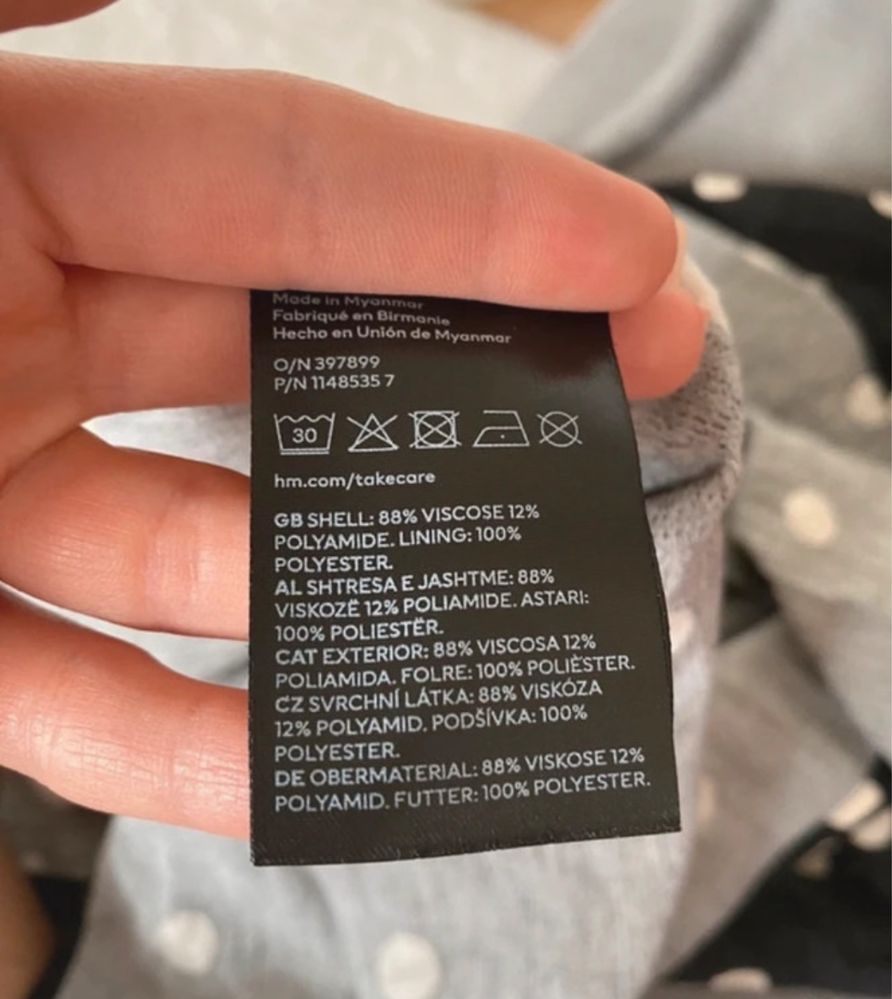 Made in Myanmar
Fabriqué en Birmanie
Hecho en Unión de Myanmar
O/N 397899
P/N 1148535 7
30
hm.com/takecare
GB SHELL: 88% VISCOSE 12%
POLYAMIDE. LINING: 100%
POLYESTER.
AL SHTRESA E JASHTME: 88%
VISKOZË 12% POLIAMIDE. ASTARI:
100% POLIESTËR.
CAT EXTERIOR: 88% VISCOSA 12%
POLIAMIDA. FOLRE: 100% POLIÈSTER.
CZ SVRCHNÍ LÁTKA: 88% VISKÓZA
12% POLYAMID. PODŠÍVKA: 100%
POLYESTER.
DE OBERMATERIAL: 88% VISKOSE 12%
POLYAMID. FUTTER: 100% POLYESTER.